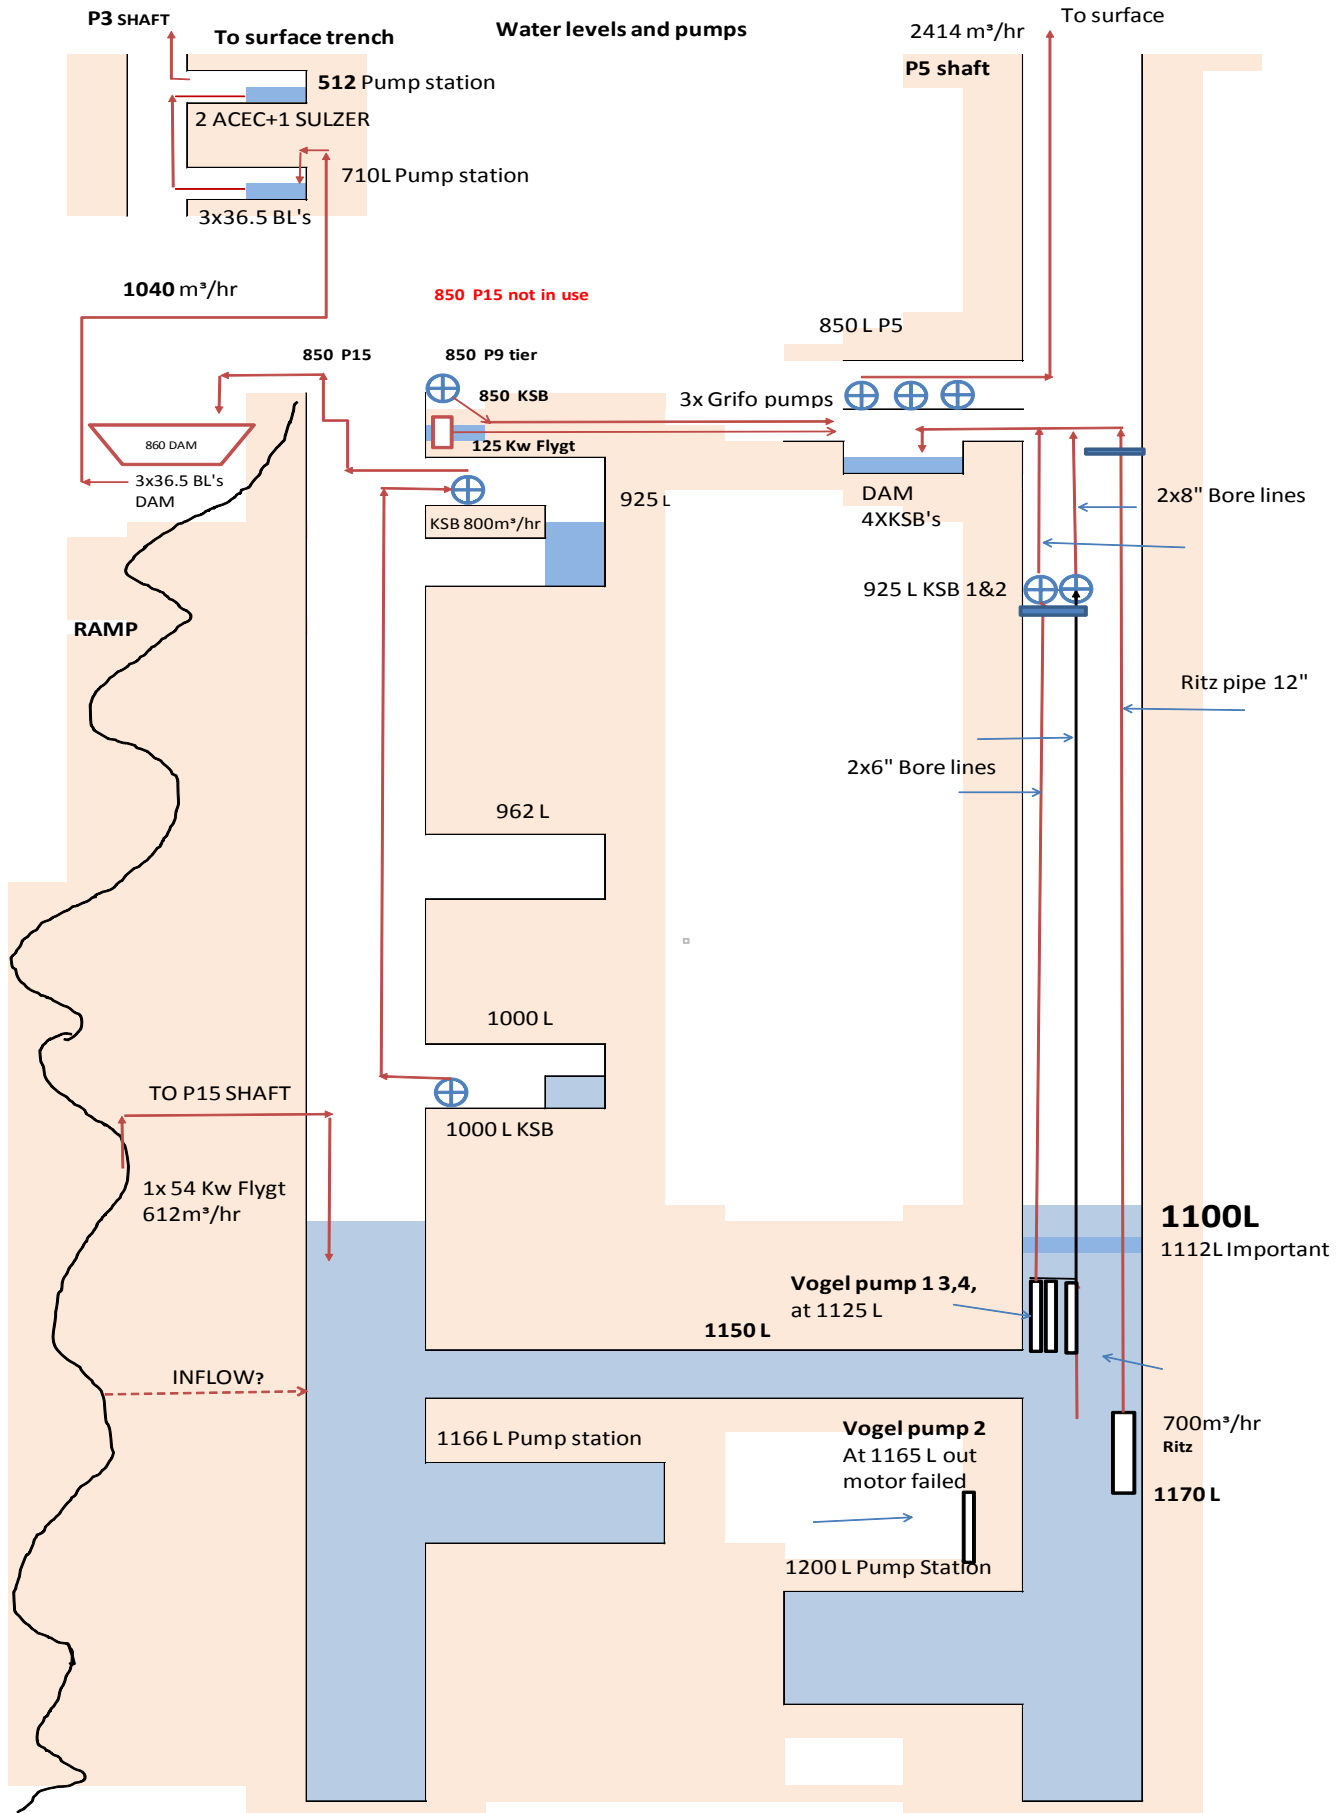 P3 SHAFT
To surface trench
Water levels and pumps
2414 m³/hr
To surface
P5 shaft
512 Pump station
2 ACEC+1 SULZER
710L Pump station
3x36.5 BL's
1040 m³/hr
850 P15 not in use
850 L P5
850 P15
850 P9 tier
850 KSB
3x Grifo pumps
860 DAM
125 Kw Flygt
3x36.5 BL's
DAM
925 L
KSB 800m³/hr
DAM
4XKSB's
2x8" Bore lines
925 L KSB 1&2
RAMP
Ritz pipe 12"
2x6" Bore lines
962 L
1000 L
TO P15 SHAFT
1000 L KSB
1x 54 Kw Flygt
612m³/hr
1100L
1112L Important
Vogel pump 1 3,4,
at 1125 L
1150 L
INFLOW?
1166 L Pump station
Vogel pump 2
At 1165 L out
motor failed
700m³/hr
Ritz
1170 L
1200 L Pump Station